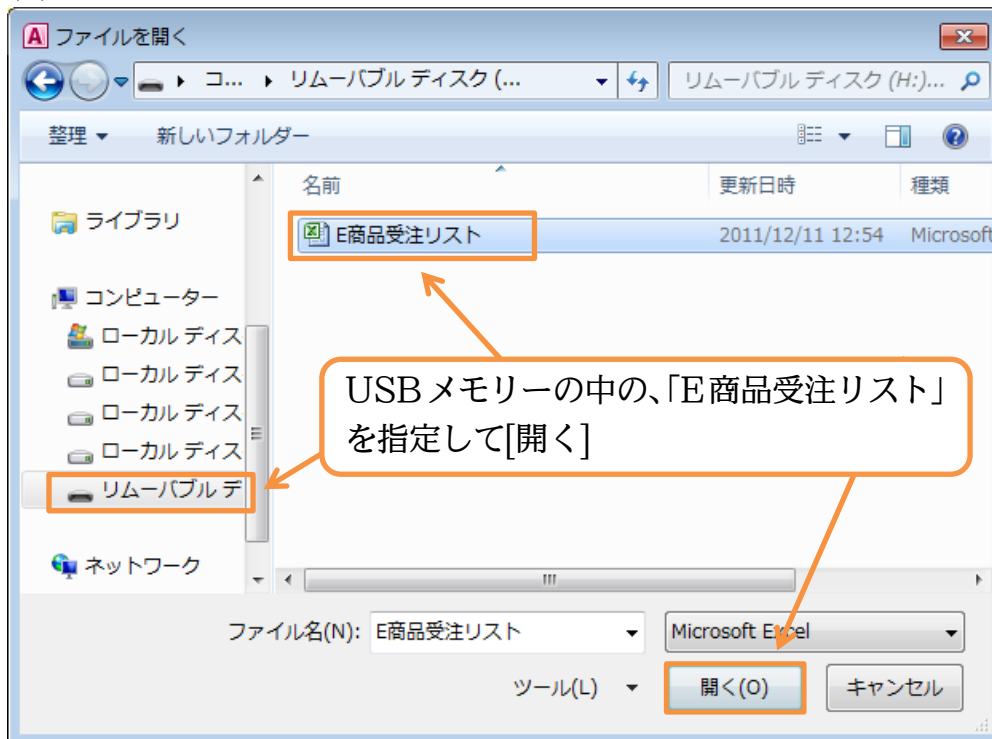 ファイルを開く
コ... リムーバブル ディスク (... リムーバブル ディスク (H:)...
整理 新しいフォルダー
名前 更新日時 種類
ライブラリ
E商品受注リスト 2011/12/11 12:54 Microsoft
コンピューター
ローカル ディス
ローカル ディス
ローカル ディス
ローカル ディス
リムーバブル デ
ネットワーク
USBメモリーの中の、「E商品受注リスト」
を指定して[開く]
ファイル名(N): E商品受注リスト Microsoft Excel
ツール(L) 開く(O) キャンセル